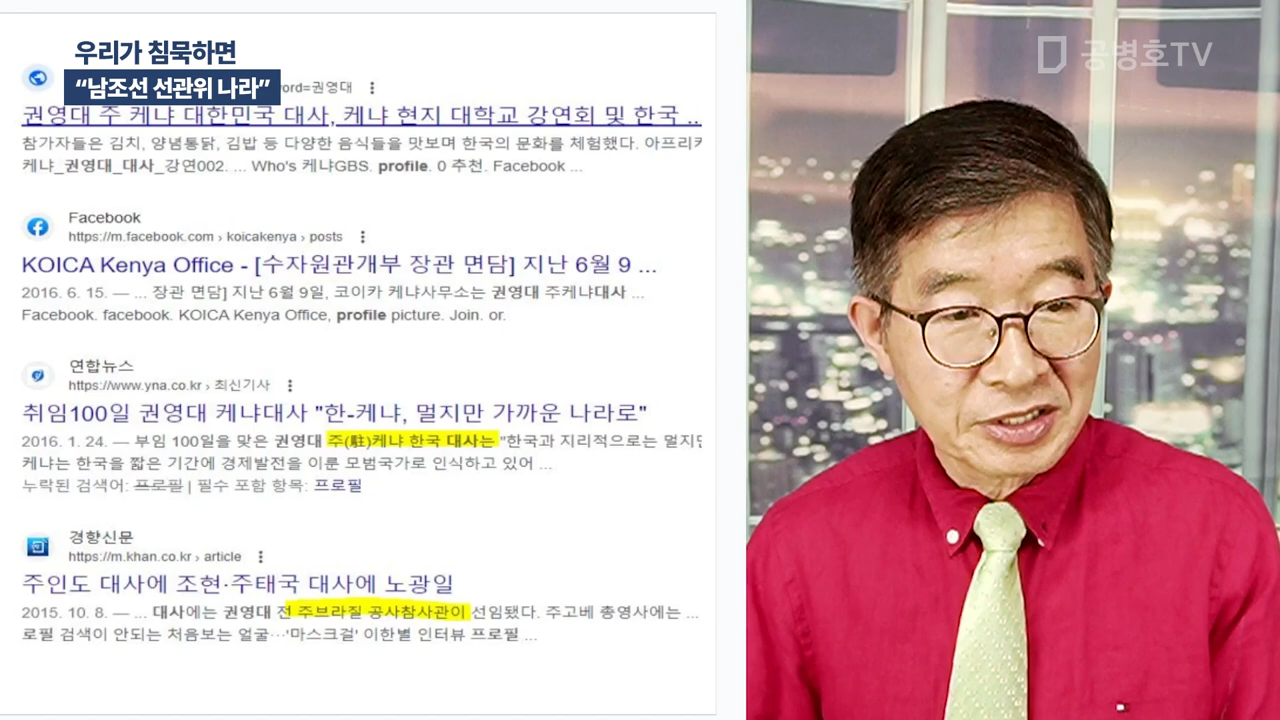 우리가 침묵하면
“남조선 선관위 나라”
공병호TV
ord=권영대
권영대 주 케냐 대한민국 대사, 케냐 현지 대학교 강연회 및 한국 ...
참가자들은 김치, 양념통닭, 김밥 등 다양한 음식들을 맛보며 한국의 문화를 체험했다. 아프리카
케냐_권영대_대사_강연002. ... Who's 케냐GBS. profile. 0 추천. Facebook ...
Facebook
https://m.facebook.com › koicakenya › posts
KOICA Kenya Office - [수자원관개부 장관 면담] 지난 6월 9 ...
2016. 6. 15. — ... 장관 면담] 지난 6월 9일, 코이카 케냐사무소는 권영대 주케냐대사 ...
Facebook. facebook. KOICA Kenya Office, profile picture. Join. or.
연합뉴스
https://www.yna.co.kr › 최신기사
취임100일 권영대 케냐대사 "한-케냐, 멀지만 가까운 나라로"
2016. 1. 24. — 부임 100일을 맞은 권영대 주(駐)케냐 한국 대사는 "한국과 지리적으로는 멀지만
케냐는 한국을 짧은 기간에 경제발전을 이룬 모범국가로 인식하고 있어 ...
누락된 검색어: 프로필 | 필수 포함 항목: 프로필
경향신문
https://m.khan.co.kr › article
주인도 대사에 조현·주태국 대사에 노광일
2015. 10. 8. — ... 대사에는 권영대 전 주브라질 공사참사관이 선임됐다. 주고베 총영사에는 ...
로필 검색이 안되는 처음보는 얼굴···'마스크걸' 이한별 인터뷰 프로필 ...